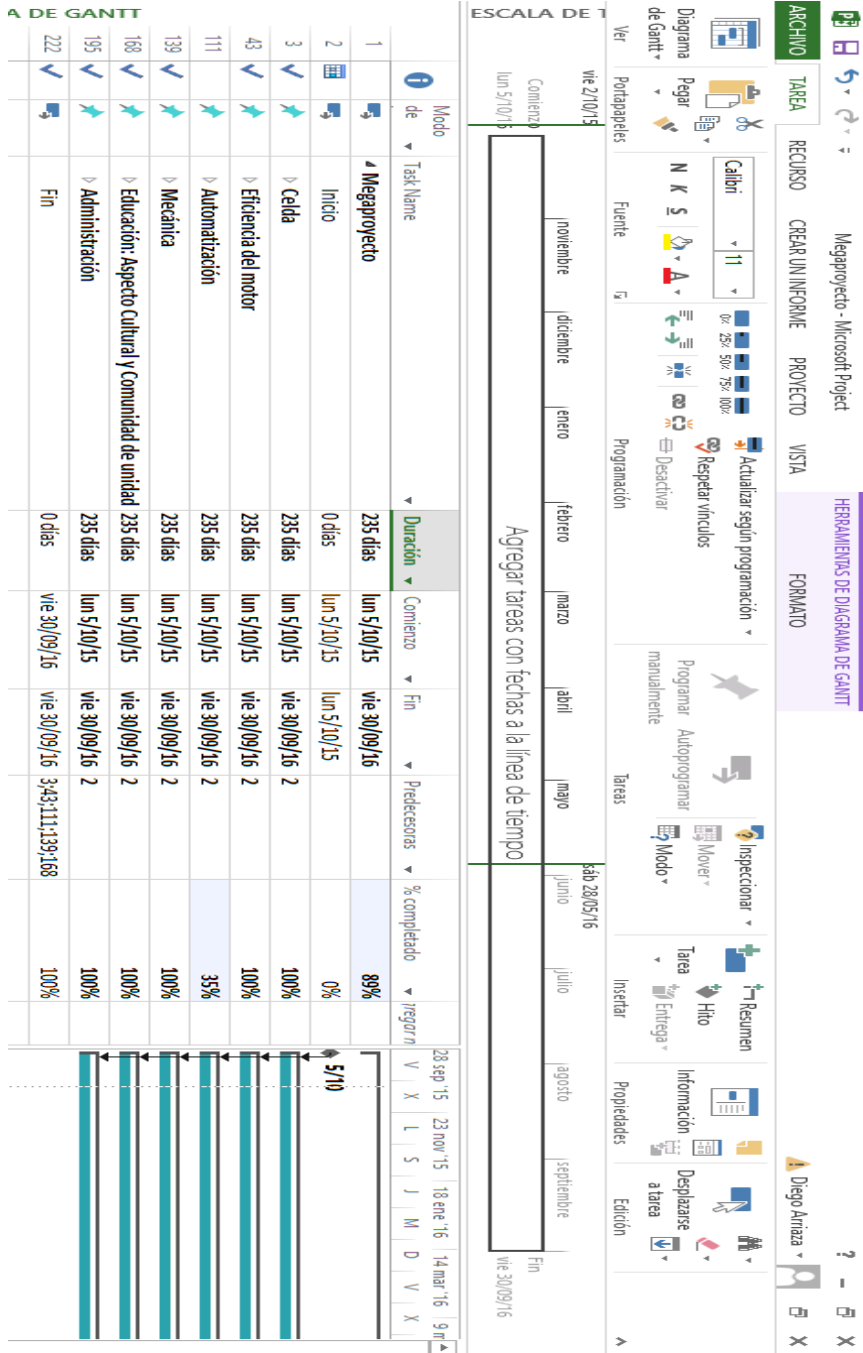 Megaproyecto - Microsoft Project
HERRAMIENTAS DE DIAGRAMA DE GANTT
ARCHIVO TAREA RECURSO CREAR UN INFORME PROYECTO VISTA FORMATO
Diego Arriaza
Diagrama de Gantt
Ver
Pegar
Portapapeles
Calibri 11
N K S
Fuente
0% 25% 50% 75% 100%
Actualizar según programación
Respetar vínculos
Desactivar
Programación
Programar manualmente
Autoprogramar
Inspeccionar
Mover
Modo
Tareas
Tarea
Resumen
Hito
Entrega
Insertar
Información
Propiedades
Desplazarse a tarea
Edición
ESCALA DE T
vie 2/10/15
sáb 28/05/16
Comienzo
lun 5/10/15
noviembre diciembre enero febrero marzo abril mayo junio julio agosto septiembre
Agregar tareas con fechas a la línea de tiempo
Fin
vie 30/09/16
A DE GANTT
Modo de Task Name Duración Comienzo Fin Predecesoras % completado regar n
1 Megaproyecto 235 días lun 5/10/15 vie 30/09/16 89%
2 Inicio 0 días lun 5/10/15 lun 5/10/15 0%
3 Celda 235 días lun 5/10/15 vie 30/09/16 2 100%
43 Eficiencia del motor 235 días lun 5/10/15 vie 30/09/16 2 100%
111 Automatización 235 días lun 5/10/15 vie 30/09/16 2 35%
139 Mecánica 235 días lun 5/10/15 vie 30/09/16 2 100%
168 Educación: Aspecto Cultural y Comunidad de unidad 235 días lun 5/10/15 vie 30/09/16 2 100%
195 Administración 235 días lun 5/10/15 vie 30/09/16 2 100%
222 Fin 0 días vie 30/09/16 vie 30/09/16 3;43;111;139;168 100%
28 sep '15 23 nov '15 18 ene '16 14 mar '16 9 m
V X L S J M D V X
5/10